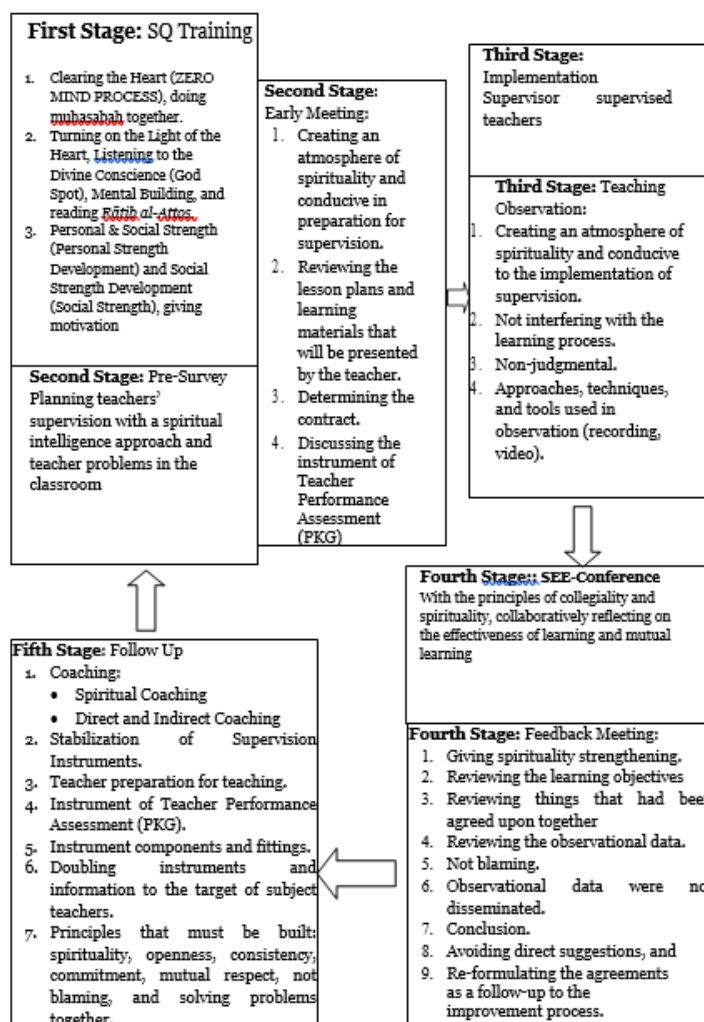 First Stage: SQ Training
1. Clearing the Heart (ZERO
MIND PROCESS), doing
muhasabah together.
2. Turning on the Light of the
Heart, Listening to the
Divine Conscience (God
Spot), Mental Building, and
reading Rātib al-Attos.
3. Personal & Social Strength
(Personal Strength
Development) and Social
Strength Development
(Social Strength), giving
motivation
Second Stage: Pre-Survey
Planning teachers’
supervision with a spiritual
intelligence approach and
teacher problems in the
classroom
Second Stage:
Early Meeting:
1. Creating an
atmosphere of
spirituality and
conducive in
preparation for
supervision.
2. Reviewing the
lesson plans and
learning
materials that
will be presented
by the teacher.
3. Determining the
contract.
4. Discussing the
instrument of
Teacher
Performance
Assessment
(PKG)
Third Stage:
Implementation
Supervisor supervised
teachers
Third Stage: Teaching
Observation:
1. Creating an atmosphere of
spirituality and conducive
to the implementation of
supervision.
2. Not interfering with the
learning process.
3. Non-judgmental.
4. Approaches, techniques,
and tools used in
observation (recording,
video).
Fourth Stage:: SEE-Conference
With the principles of collegiality and
spirituality, collaboratively reflecting on
the effectiveness of learning and mutual
learning
Fourth Stage: Feedback Meeting:
1. Giving spirituality strengthening.
2. Reviewing the learning objectives
3. Reviewing things that had been
agreed upon together
4. Reviewing the observational data.
5. Not blaming.
6. Observational data were no
disseminated.
7. Conclusion.
8. Avoiding direct suggestions, and
9. Re-formulating the agreements
as a follow-up to the
improvement process.
Fifth Stage: Follow Up
1. Coaching:
• Spiritual Coaching
• Direct and Indirect Coaching
2. Stabilization of Supervision
Instruments.
3. Teacher preparation for teaching.
4. Instrument of Teacher Performance
Assessment (PKG).
5. Instrument components and fittings.
6. Doubling instruments and
information to the target of subject
teachers.
7. Principles that must be built:
spirituality, openness, consistency,
commitment, mutual respect, not
blaming, and solving problems
together.